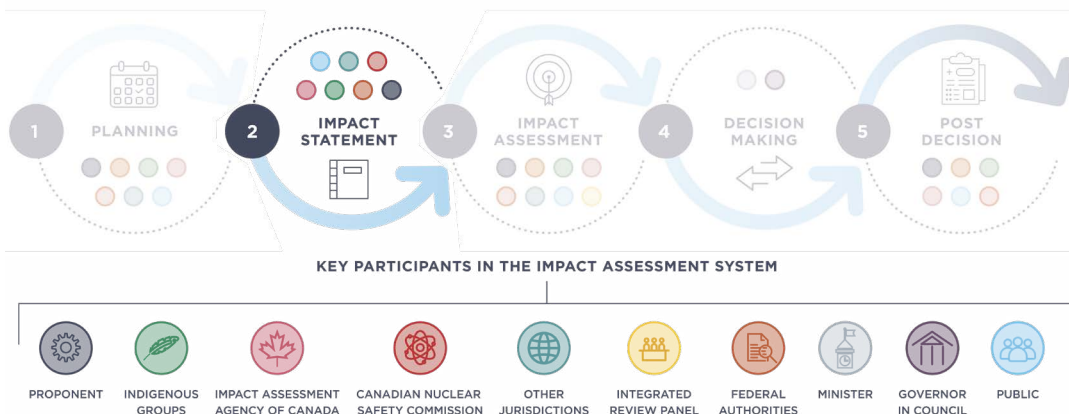 1
PLANNING
2
IMPACT
STATEMENT
3
IMPACT
ASSESSMENT
4
DECISION
MAKING
5
POST
DECISION
KEY PARTICIPANTS IN THE IMPACT ASSESSMENT SYSTEM
PROPONENT
INDIGENOUS
GROUPS
IMPACT ASSESSMENT
AGENCY OF CANADA
CANADIAN NUCLEAR
SAFETY COMMISSION
OTHER
JURISDICTIONS
INTEGRATED
REVIEW PANEL
FEDERAL
AUTHORITIES
MINISTER
GOVERNOR
IN COUNCIL
PUBLIC